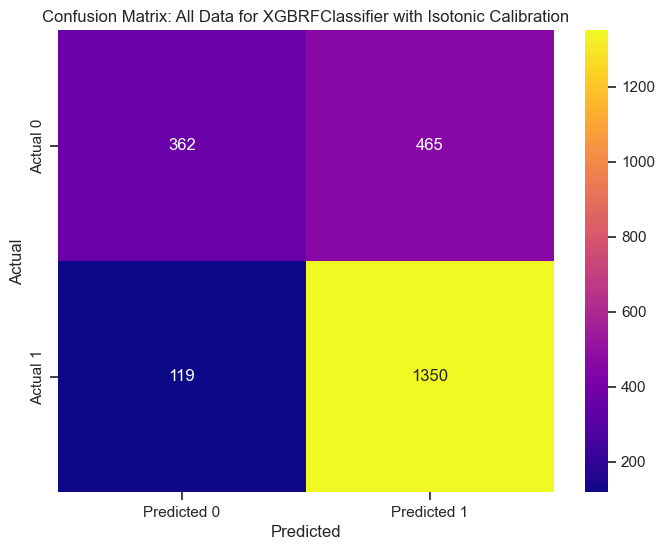 Confusion Matrix: All Data for XGBRFClassifier with Isotonic Calibration
Actual 0
362
465
Actual
Actual 1
119
1350
Predicted 0
Predicted 1
Predicted
1200
1000
800
600
400
200